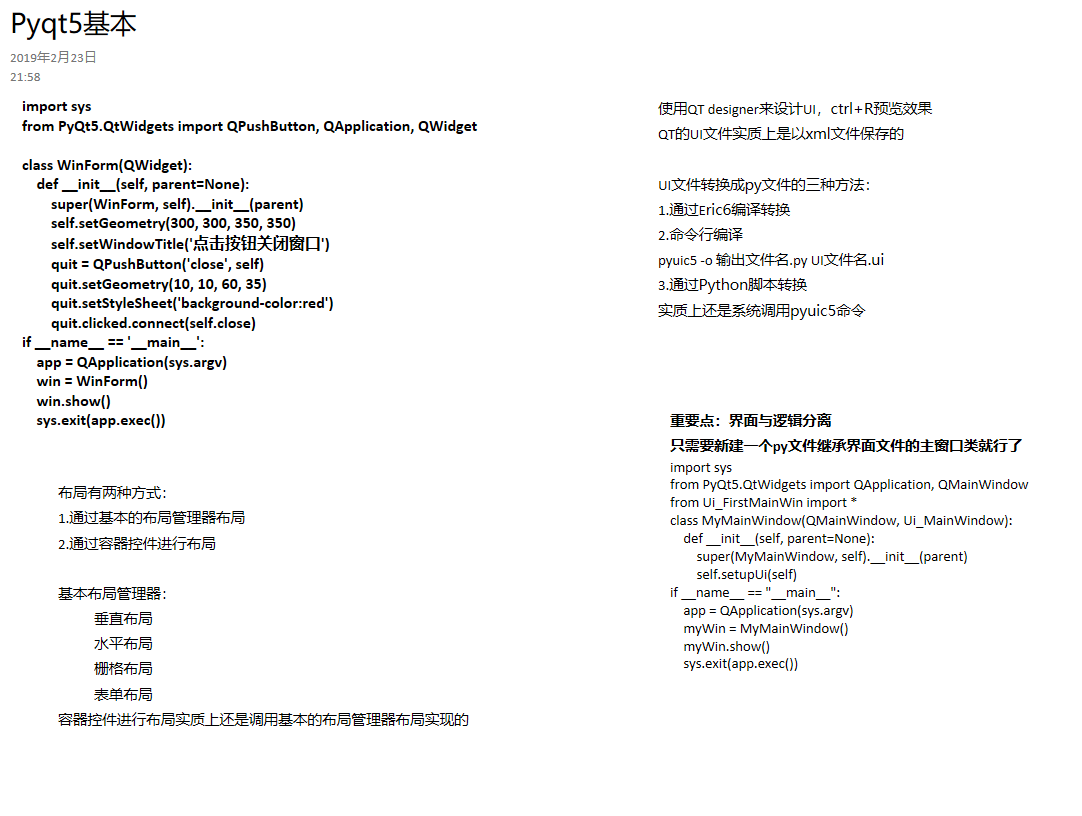 Pyqt5基本
2019年2月23日
21:58
import sys
from PyQt5.QtWidgets import QPushButton, QApplication, QWidget
class WinForm(QWidget):
    def __init__(self, parent=None):
        super(WinForm, self).__init__(parent)
        self.setGeometry(300, 300, 350, 350)
        self.setWindowTitle('点击按钮关闭窗口')
        quit = QPushButton('close', self)
        quit.setGeometry(10, 10, 60, 35)
        quit.setStyleSheet('background-color:red')
        quit.clicked.connect(self.close)
if __name__ == '__main__':
    app = QApplication(sys.argv)
    win = WinForm()
    win.show()
    sys.exit(app.exec())
布局有两种方式：
1.通过基本的布局管理器布局
2.通过容器控件进行布局
基本布局管理器：
垂直布局
水平布局
栅格布局
表单布局
容器控件进行布局实质上还是调用基本的布局管理器布局实现的
使用QT designer来设计UI，ctrl+R预览效果
QT的UI文件实质上是以xml文件保存的
UI文件转换成py文件的三种方法：
1.通过Eric6编译转换
2.命令行编译
pyuic5 -o 输出文件名.py UI文件名.ui
3.通过Python脚本转换
实质上还是系统调用pyuic5命令
重要点：界面与逻辑分离
只需要新建一个py文件继承界面文件的主窗口类就行了
import sys
from PyQt5.QtWidgets import QApplication, QMainWindow
from Ui_FirstMainWin import *
class MyMainWindow(QMainWindow, Ui_MainWindow):
    def __init__(self, parent=None):
        super(MyMainWindow, self).__init__(parent)
        self.setupUi(self)
if __name__ == "__main__":
    app = QApplication(sys.argv)
    myWin = MyMainWindow()
    myWin.show()
    sys.exit(app.exec())